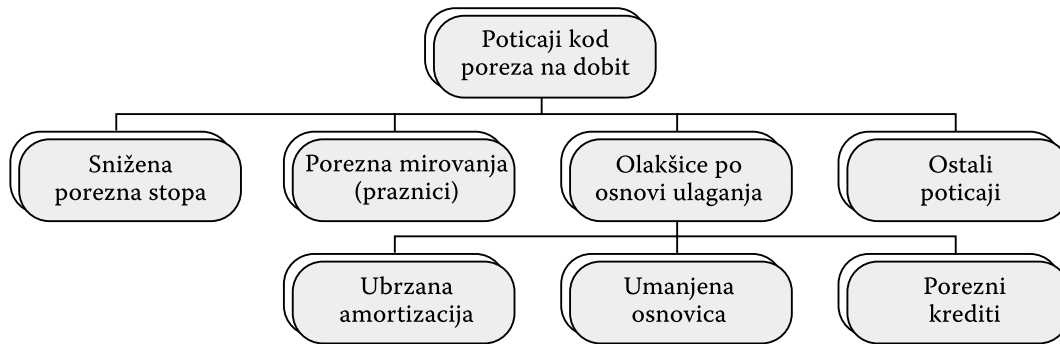 Poticaji kod
poreza na dobit
Snižena
porezna stopa
Porezna mirovanja
(praznici)
Olakšice po
osnovi ulaganja
Ostali
poticaji
Ubrzana
amortizacija
Umanjena
osnovica
Porezni
krediti